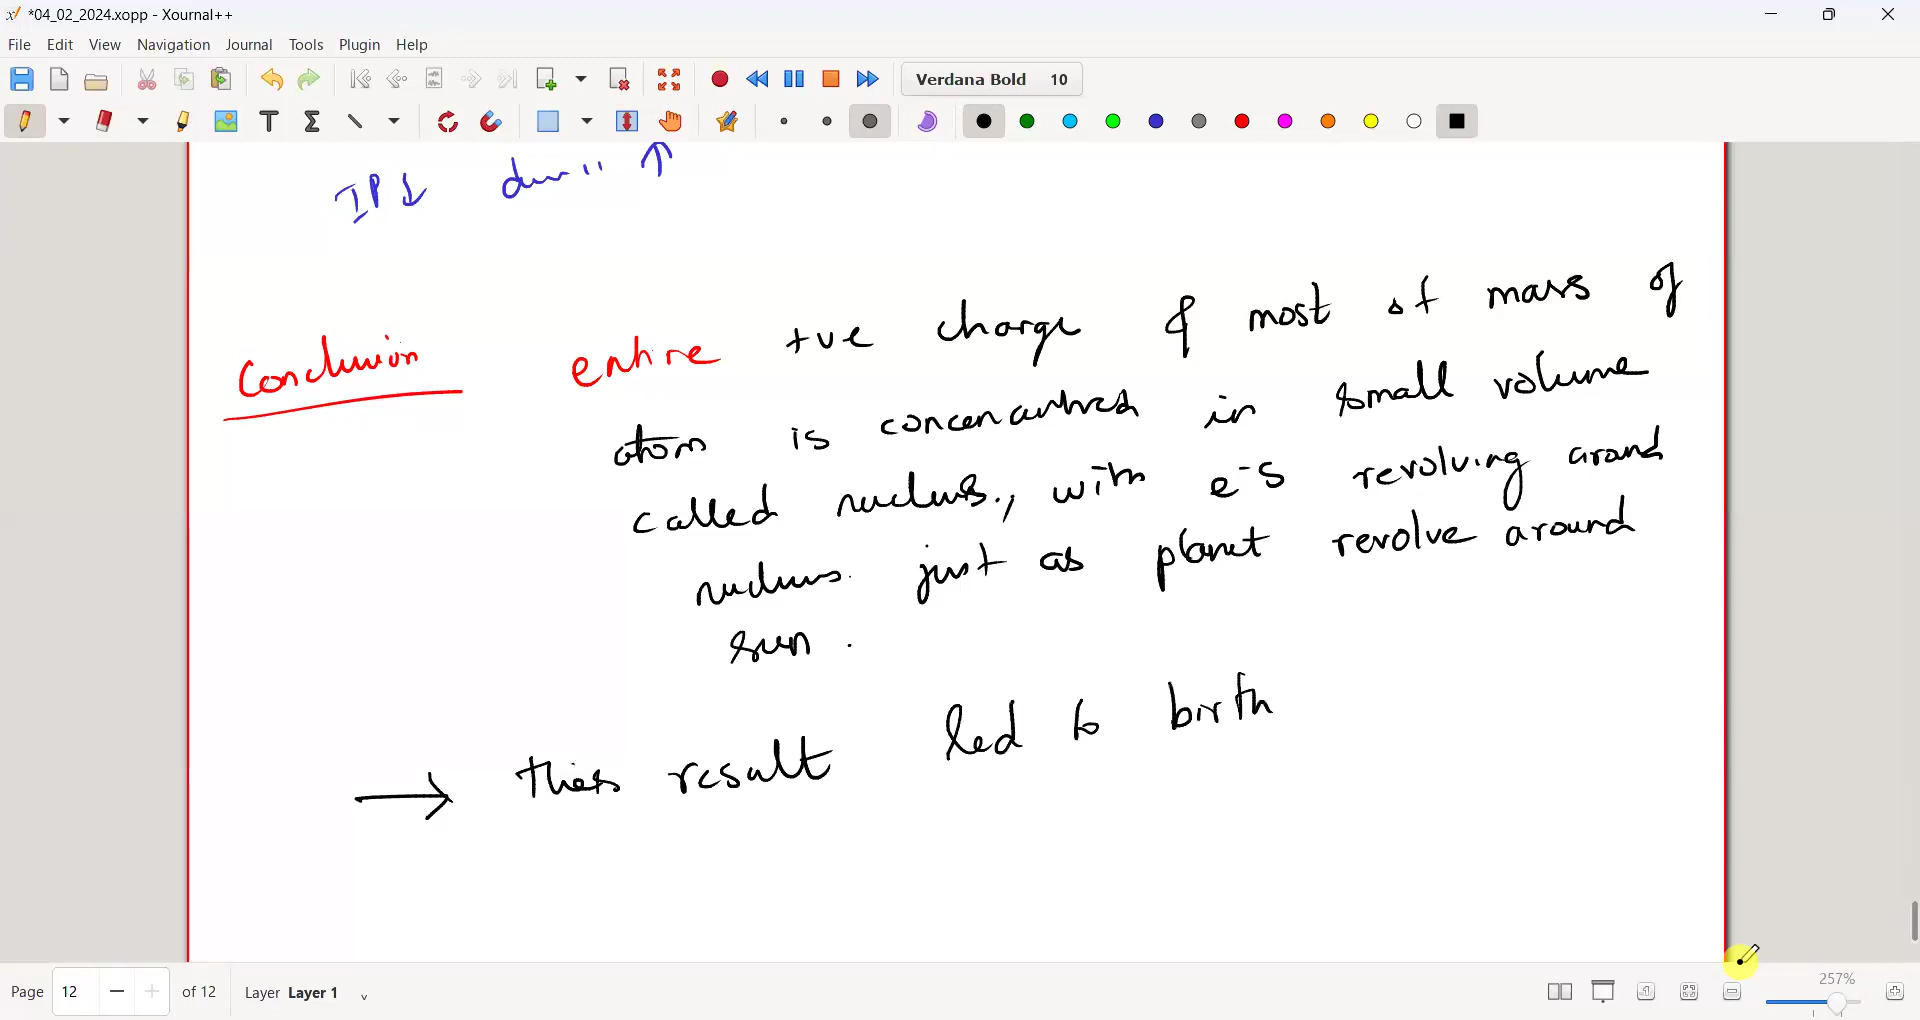 *04_02_2024.xopp - Xournal++
File Edit View Navigation Journal Tools Plugin Help
Verdana Bold 10
IP↓ ↑
Conclusion entire +ve charge & most of mass of
atom is concentrated in small volume
called nucleus, with e-s revolving around
nucleus. just as planet revolve around
sun.
→ result led to birth
257%
Page 12 of 12 Layer Layer 1